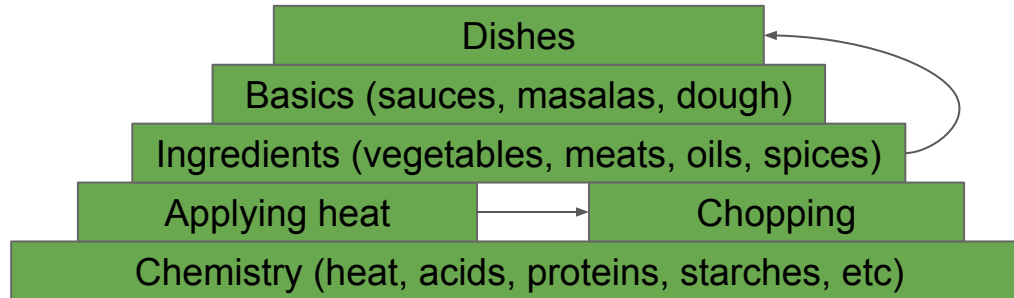 Dishes
Basics (sauces, masalas, dough)
Ingredients (vegetables, meats, oils, spices)
Applying heat
Chopping
Chemistry (heat, acids, proteins, starches, etc)